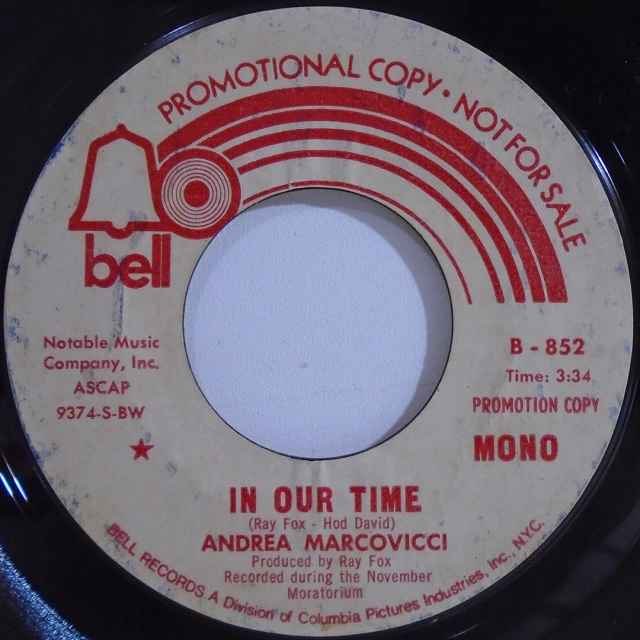 PROMOTIONAL COPY • NOT FOR SALE
bell
Notable Music
Company, Inc.
ASCAP
9374-S-BW
B - 852
Time: 3:34
PROMOTION COPY
MONO
IN OUR TIME
(Ray Fox - Hod David)
ANDREA MARCOVICCI
Produced by Ray Fox
Recorded during the November
Moratorium
BELL RECORDS A Division of Columbia Pictures Industries, Inc., N.Y.C.